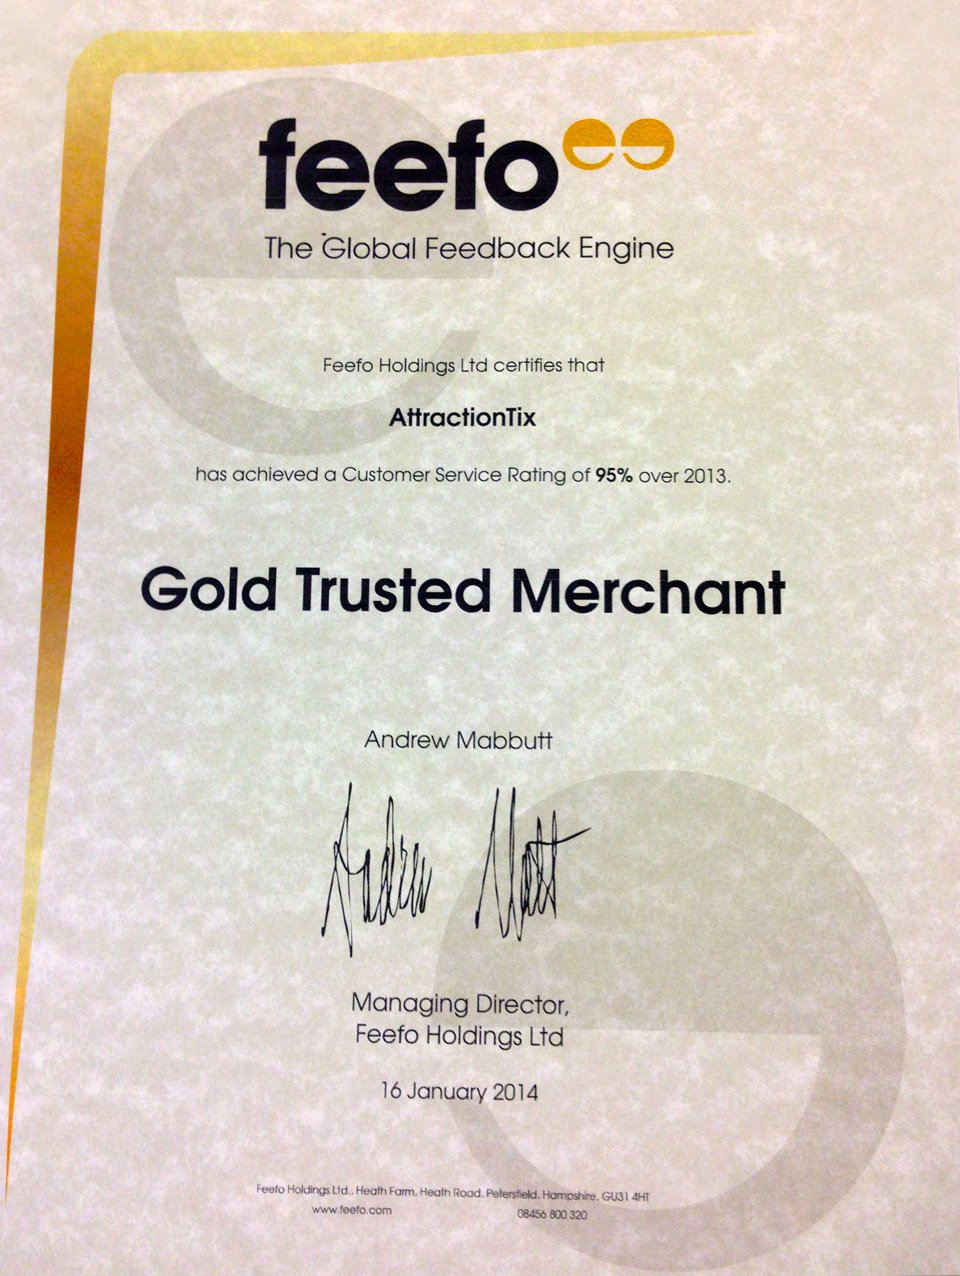 feefo
The Global Feedback Engine
Feefo Holdings Ltd certifies that
AttractionTix
has achieved a Customer Service Rating of 95% over 2013.
Gold Trusted Merchant
Andrew Mabbutt
Managing Director,
Feefo Holdings Ltd
16 January 2014
Feefo Holdings Ltd., Heath Farm, Heath Road, Petersfield, Hampshire, GU31 4HT
www.feefo.com 08456 800 320